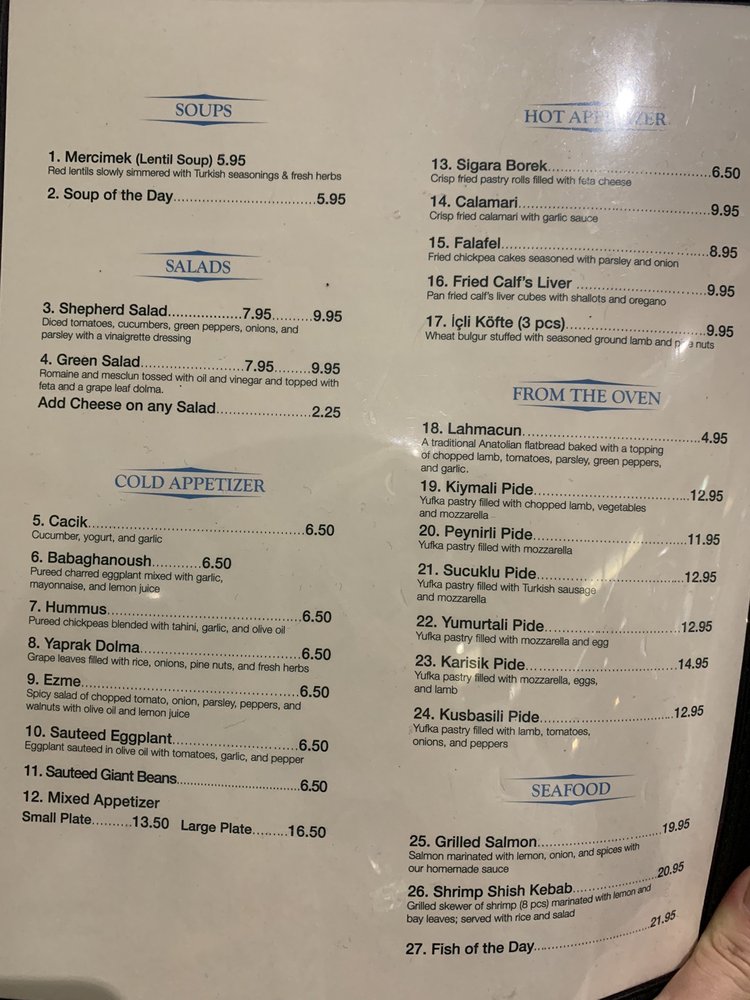 SOUPS
1. Mercimek (Lentil Soup) 5.95
Red lentils slowly simmered with Turkish seasonings & fresh herbs
2. Soup of the Day..............................5.95
SALADS
3. Shepherd Salad................7.95.........9.95
Diced tomatoes, cucumbers, green peppers, onions, and
parsley with a vinaigrette dressing
4. Green Salad......................7.95........9.95
Romaine and mesclun tossed with oil and vinegar and topped with
feta and a grape leaf dolma.
Add Cheese on any Salad....................2.25
COLD APPETIZER
5. Cacik..............................................6.50
Cucumber, yogurt, and garlic
6. Babaghanoush...........6.50
Pureed charred eggplant mixed with garlic,
mayonnaise, and lemon juice
7. Hummus..........................................6.50
Pureed chickpeas blended with tahini, garlic, and olive oil
8. Yaprak Dolma...................................6.50
Grape leaves filled with rice, onions, pine nuts, and fresh herbs
9. Ezme...............................................6.50
Spicy salad of chopped tomato, onion, parsley, peppers, and
walnuts with olive oil and lemon juice
10. Sauteed Eggplant...........................6.50
Eggplant sauteed in olive oil with tomatoes, garlic, and pepper
11. Sauteed Giant Beans..........................6.50
12. Mixed Appetizer
Small Plate.........13.50 Large Plate........16.50
HOT
13. Sigara Borek....................................6.50
Crisp fried pastry rolls filled with feta cheese
14. Calamari..........................................9.95
Crisp fried calamari with garlic sauce
15. Falafel..............................................8.95
Fried chickpea cakes seasoned with parsley and onion
16. Fried Calf's Liver ..............................9.95
Pan fried calf's liver cubes with shallots and oregano
17. İçli Köfte (3 pcs)...............................9.95
Wheat bulgur stuffed with seasoned ground lamb and nuts
FROM THE OVEN
18. Lahmacun........................................4.95
A traditional Anatolian flatbread baked with a topping
of chopped lamb, tomatoes, parsley, green peppers,
and garlic.
19. Kiymali Pide.....................................12.95
Yufka pastry filled with chopped lamb, vegetables
and mozzarella
20. Peynirli Pide.....................................11.95
Yufka pastry filled with mozzarella
21. Sucuklu Pide....................................12.95
Yufka pastry filled with Turkish sausage
and mozzarella
22. Yumurtali Pide.................................12.95
Yufka pastry filled with mozzarella and egg
23. Karisik Pide.....................................14.95
Yufka pastry filled with mozzarella, eggs,
and lamb
24. Kusbasili Pide.................................12.95
Yufka pastry filled with lamb, tomatoes,
onions, and peppers
SEAFOOD
25. Grilled Salmon................................19.95
Salmon marinated with lemon, onion, and spices with
our homemade sauce
26. Shrimp Shish Kebab.....................20.95
Grilled skewer of shrimp (8 pcs) marinated with lemon and
bay leaves; served with rice and salad
27. Fish of the Day...............................21.95